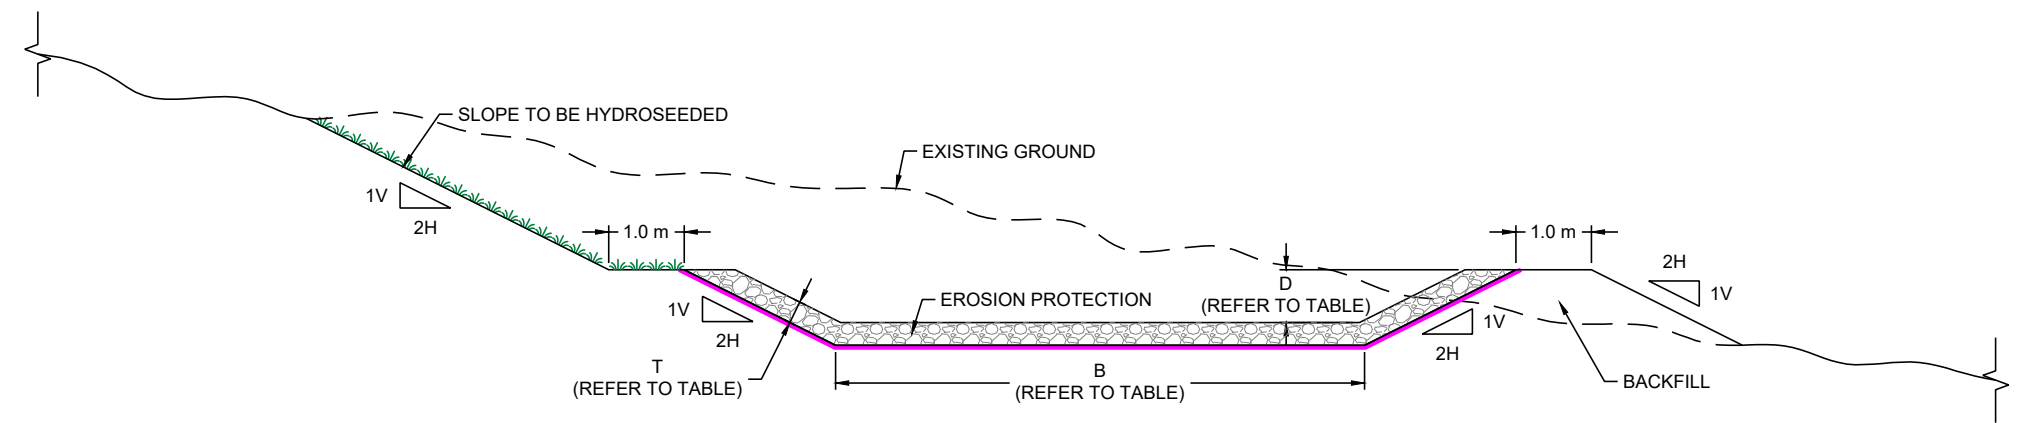 SLOPE TO BE HYDROSEEDED
EXISTING GROUND
1V
2H
1.0 m
1.0 m
2H
1V
D
(REFER TO TABLE)
EROSION PROTECTION
1V
2H
1V
2H
T
(REFER TO TABLE)
B
(REFER TO TABLE)
BACKFILL